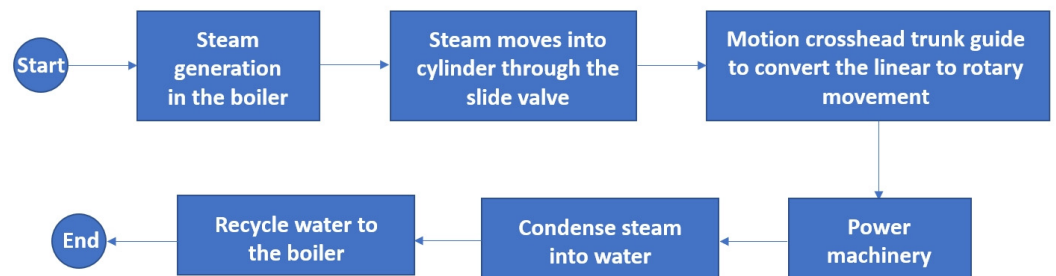 Start
Steam
generation
in the boiler
Steam moves into
cylinder through the
slide valve
Motion crosshead trunk guide
to convert the linear to rotary
movement
Power
machinery
Condense steam
into water
Recycle water to
the boiler
End